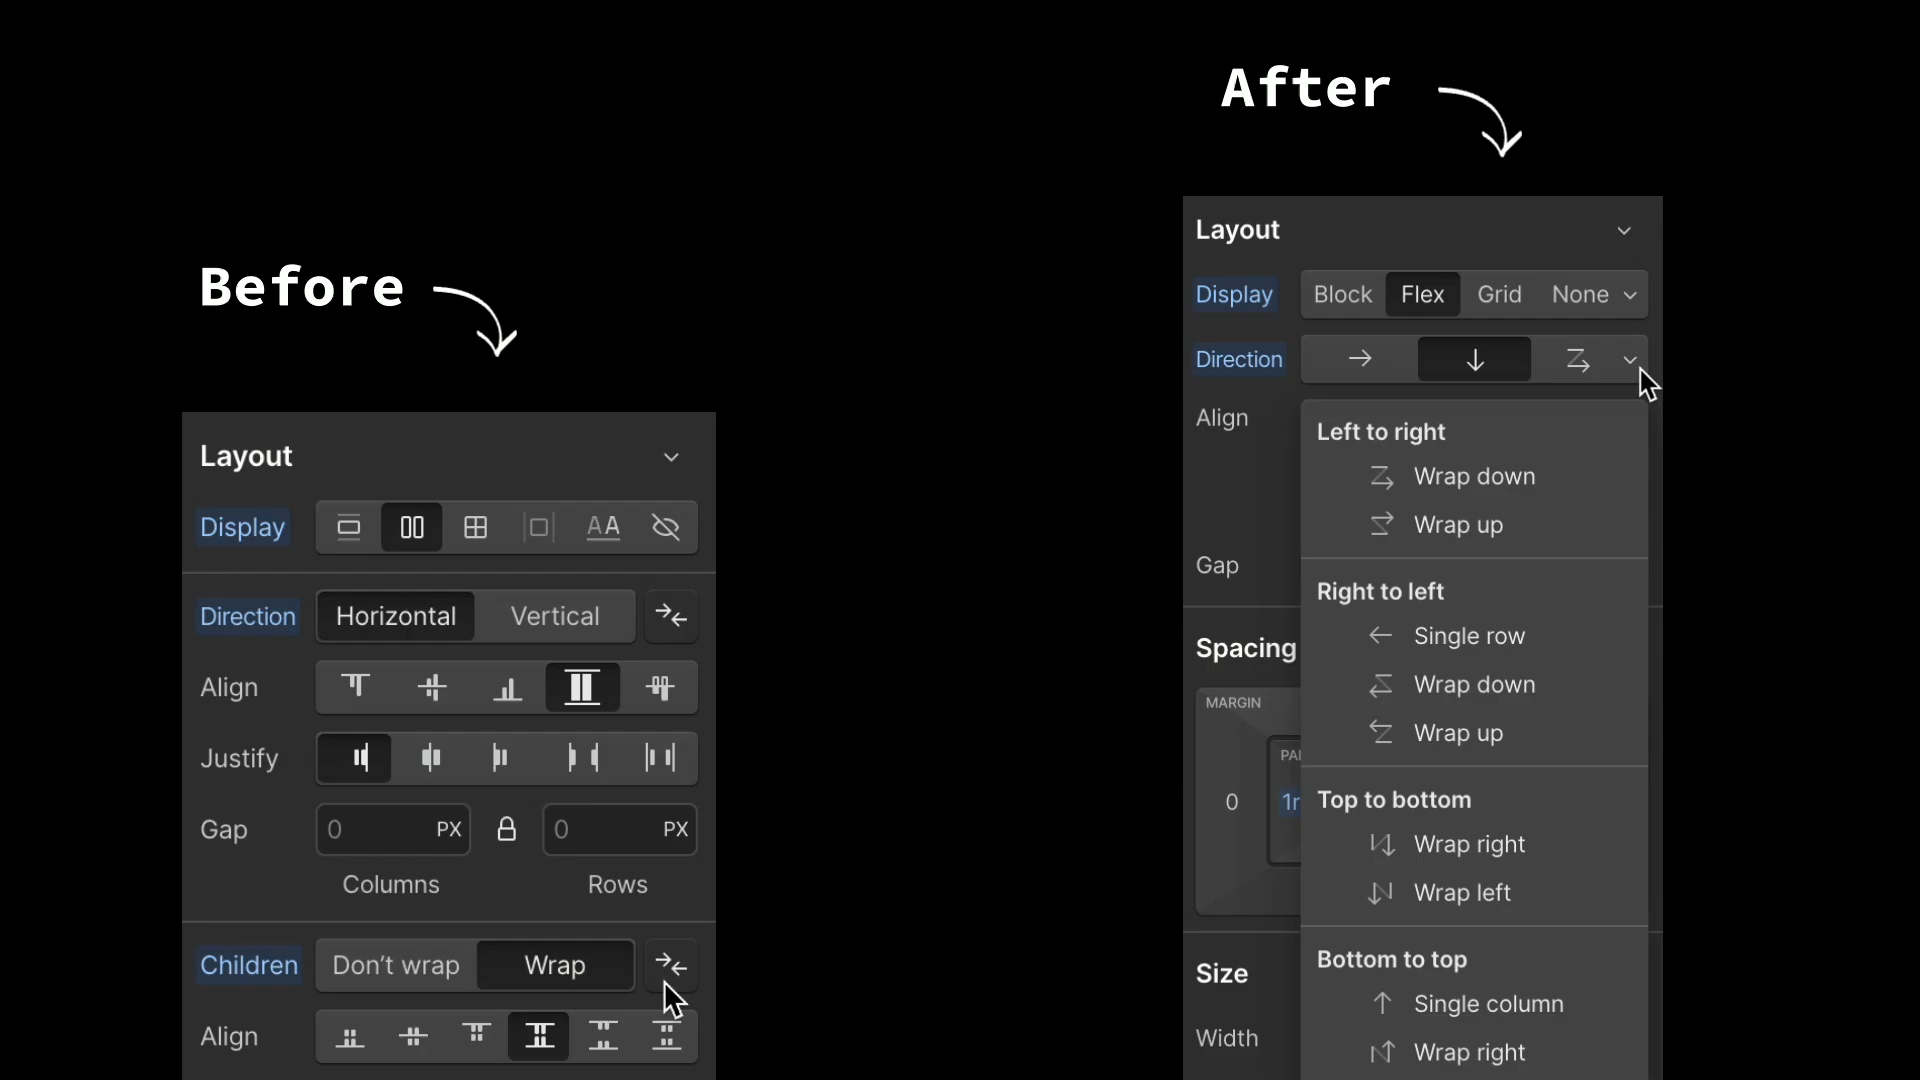 Before
Layout
Display
AA
Direction
Horizontal
Vertical
Align
Justify
Gap
0
PX
0
PX
Columns
Rows
Children
Don’t wrap
Wrap
Align
After
Layout
Display
Block
Flex
Grid
None
Direction
Align
Gap
Left to right
Wrap down
Wrap up
Right to left
Single row
Wrap down
Wrap up
Top to bottom
Wrap right
Wrap left
Bottom to top
Single column
Wrap right
Spacing
MARGIN
PAI
0
1r
Size
Width